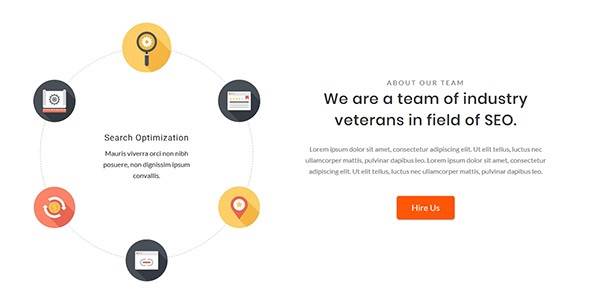 Search Optimization
Mauris viverra orci non nibh
posuere, non dignissim ipsum
convallis.
ABOUT OUR TEAM
We are a team of industry
veterans in field of SEO.
Lorem ipsum dolor sit amet, consectetur adipiscing elit. Ut elit tellus, luctus nec
ullamcorper mattis, pulvinar dapibus leo. Lorem ipsum dolor sit amet, consectetur
adipiscing elit. Ut elit tellus, luctus nec ullamcorper mattis, pulvinar dapibus leo.
Hire Us